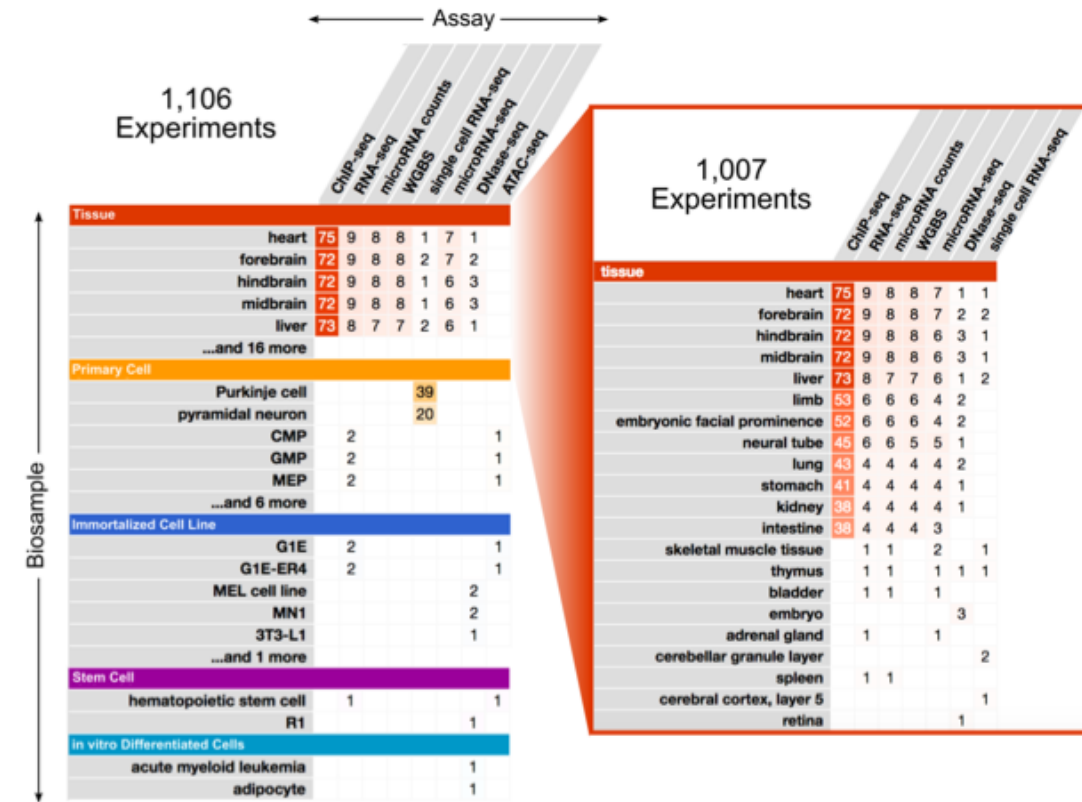 Assay
1,106
Experiments
ChIP-seq
RNA-seq
microRNA counts
WGBS
single cell RNA-seq
microRNA-seq
DNase-seq
ATAC-seq
Biosample
Tissue
heart 75 9 8 8 1 7 1
forebrain 72 9 8 8 2 7 2
hindbrain 72 9 8 8 1 6 3
midbrain 72 9 8 8 1 6 3
liver 73 8 7 7 2 6 1
...and 16 more
Primary Cell
Purkinje cell 39
pyramidal neuron 20
CMP 2 1
GMP 2 1
MEP 2 1
...and 6 more
Immortalized Cell Line
G1E 2 1
G1E-ER4 2 1
MEL cell line 2
MN1 2
3T3-L1 1
...and 1 more
Stem Cell
hematopoietic stem cell 1 1
R1 1
in vitro Differentiated Cells
acute myeloid leukemia 1
adipocyte 1
1,007
Experiments
ChIP-seq
RNA-seq
microRNA counts
WGBS
microRNA-seq
DNase-seq
single cell RNA-seq
tissue
heart 75 9 8 8 7 1 1
forebrain 72 9 8 8 7 2 2
hindbrain 72 9 8 8 6 3 1
midbrain 72 9 8 8 6 3 1
liver 73 8 7 7 6 1 2
limb 53 6 6 6 4 2
embryonic facial prominence 52 6 6 6 4 2
neural tube 45 6 6 5 5 1
lung 43 4 4 4 4 2
stomach 41 4 4 4 4 1
kidney 38 4 4 4 4 1
intestine 38 4 4 4 3
skeletal muscle tissue 1 1 2 1
thymus 1 1 1 1 1
bladder 1 1 1
embryo 3
adrenal gland 1 1
cerebellar granule layer 2
spleen 1 1
cerebral cortex, layer 5 1
retina 1